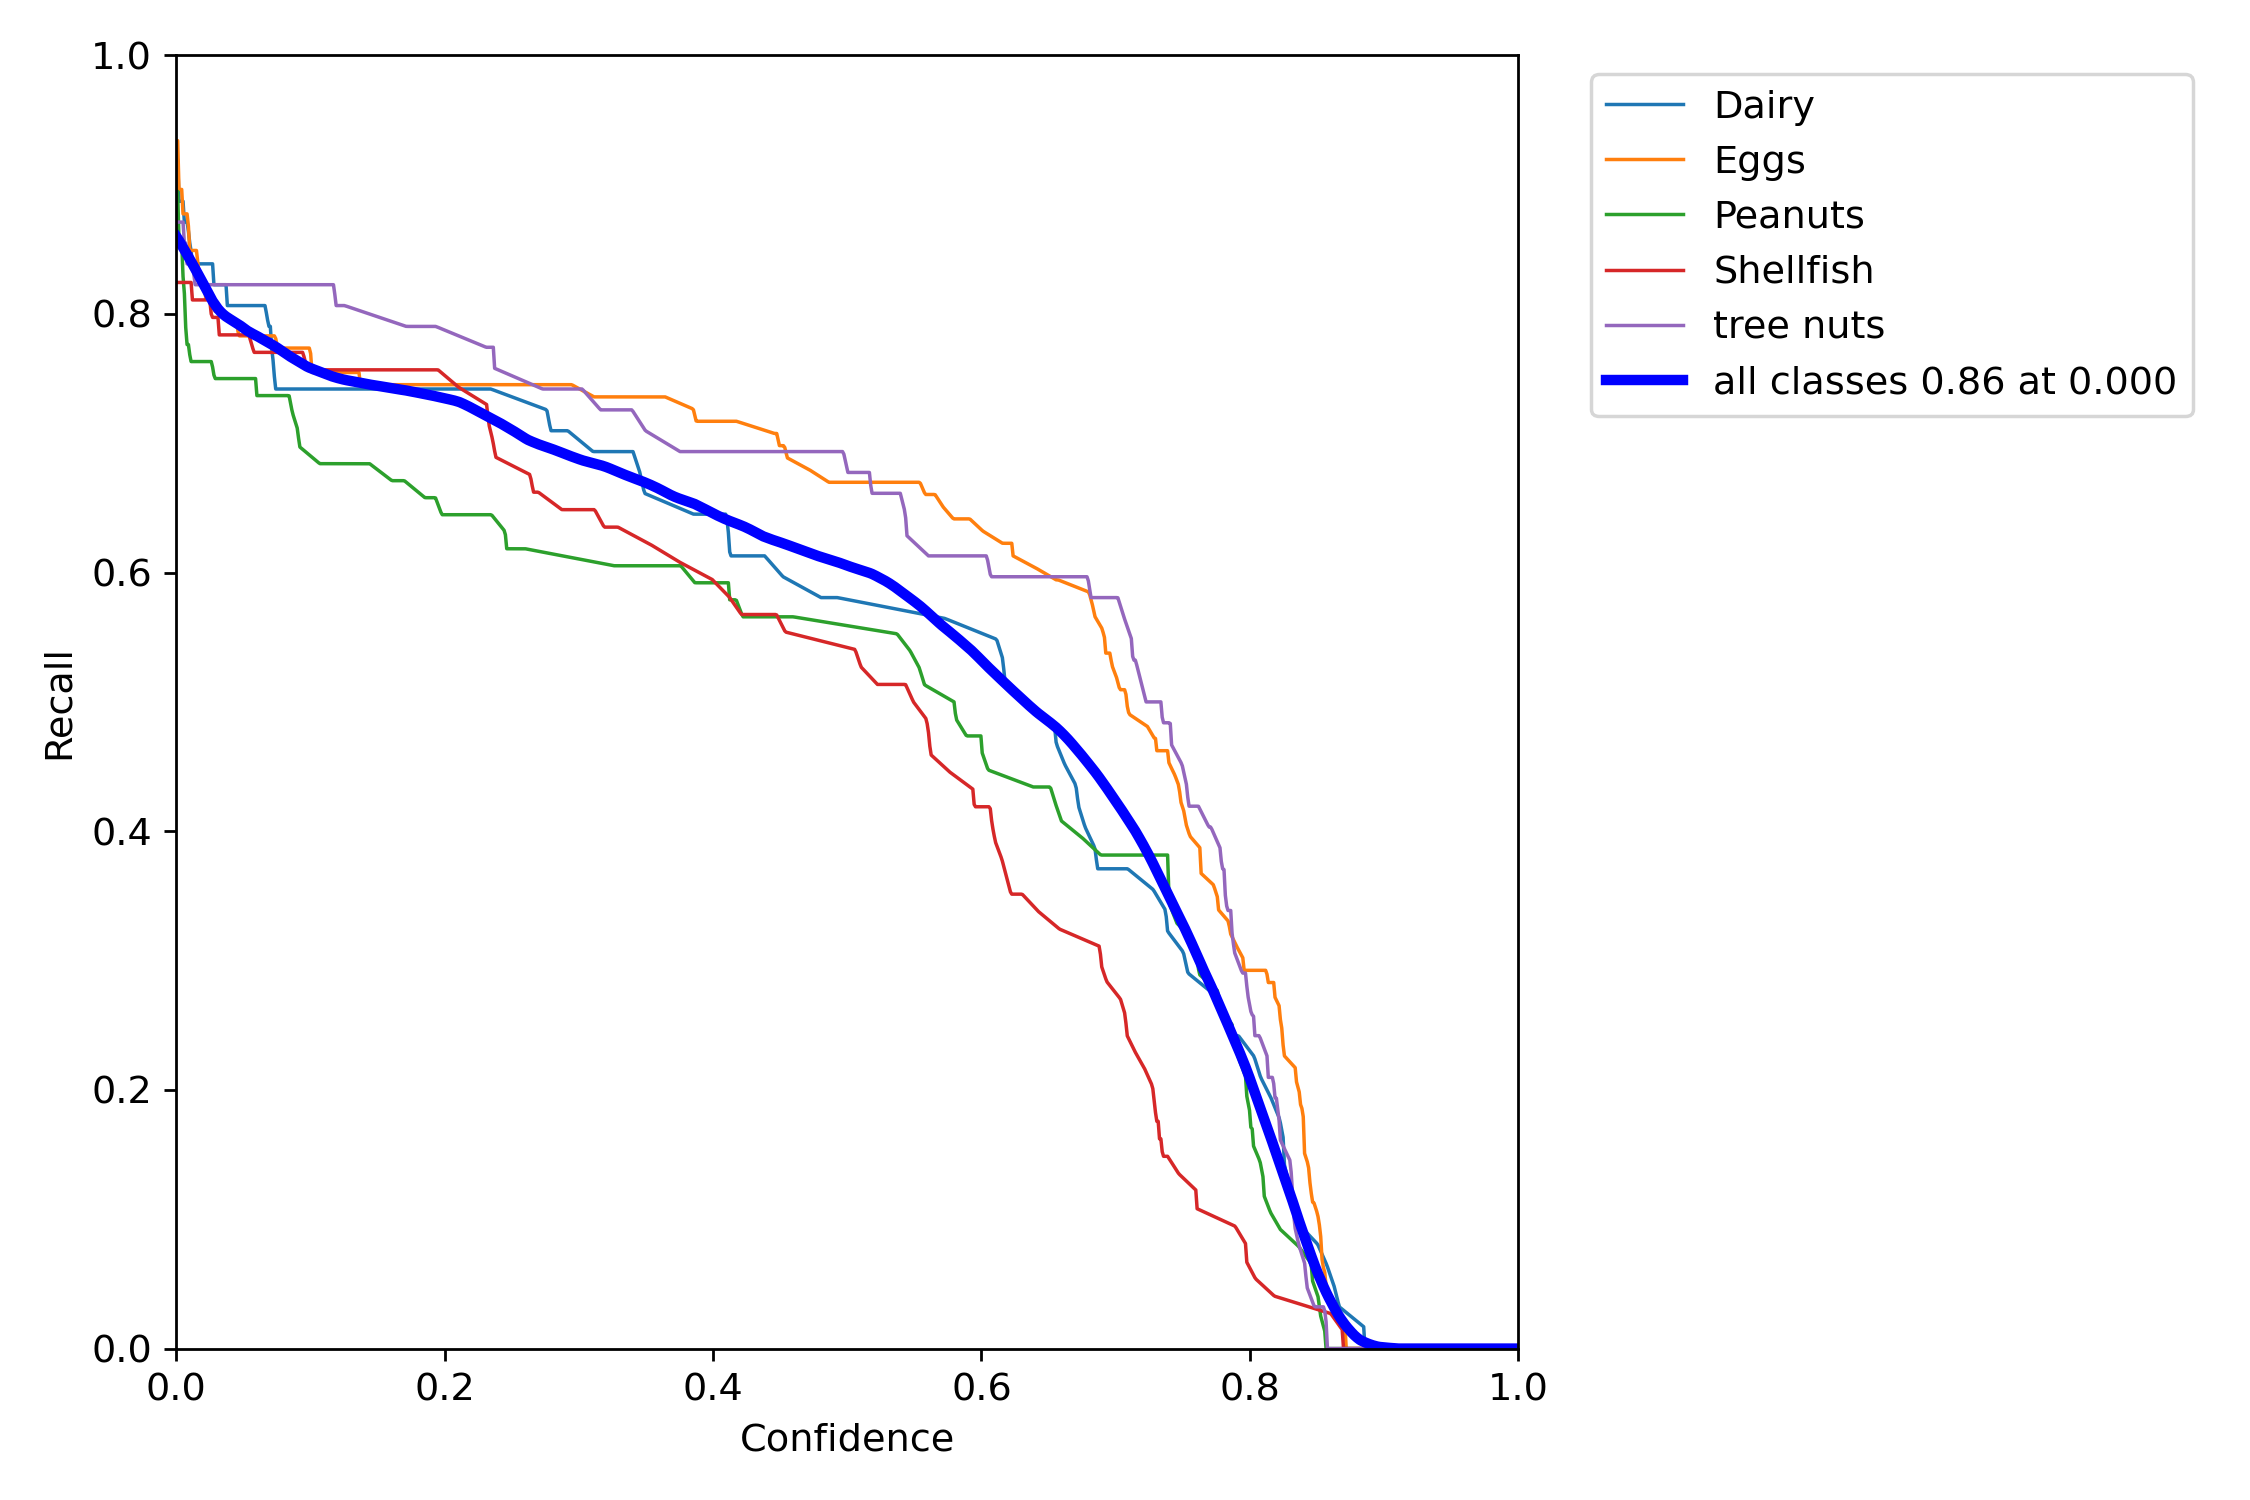 1.0
0.8
0.6
0.4
0.2
0.0
Recall
0.0 0.2 0.4 0.6 0.8 1.0
Confidence
Dairy
Eggs
Peanuts
Shellfish
tree nuts
all classes 0.86 at 0.000